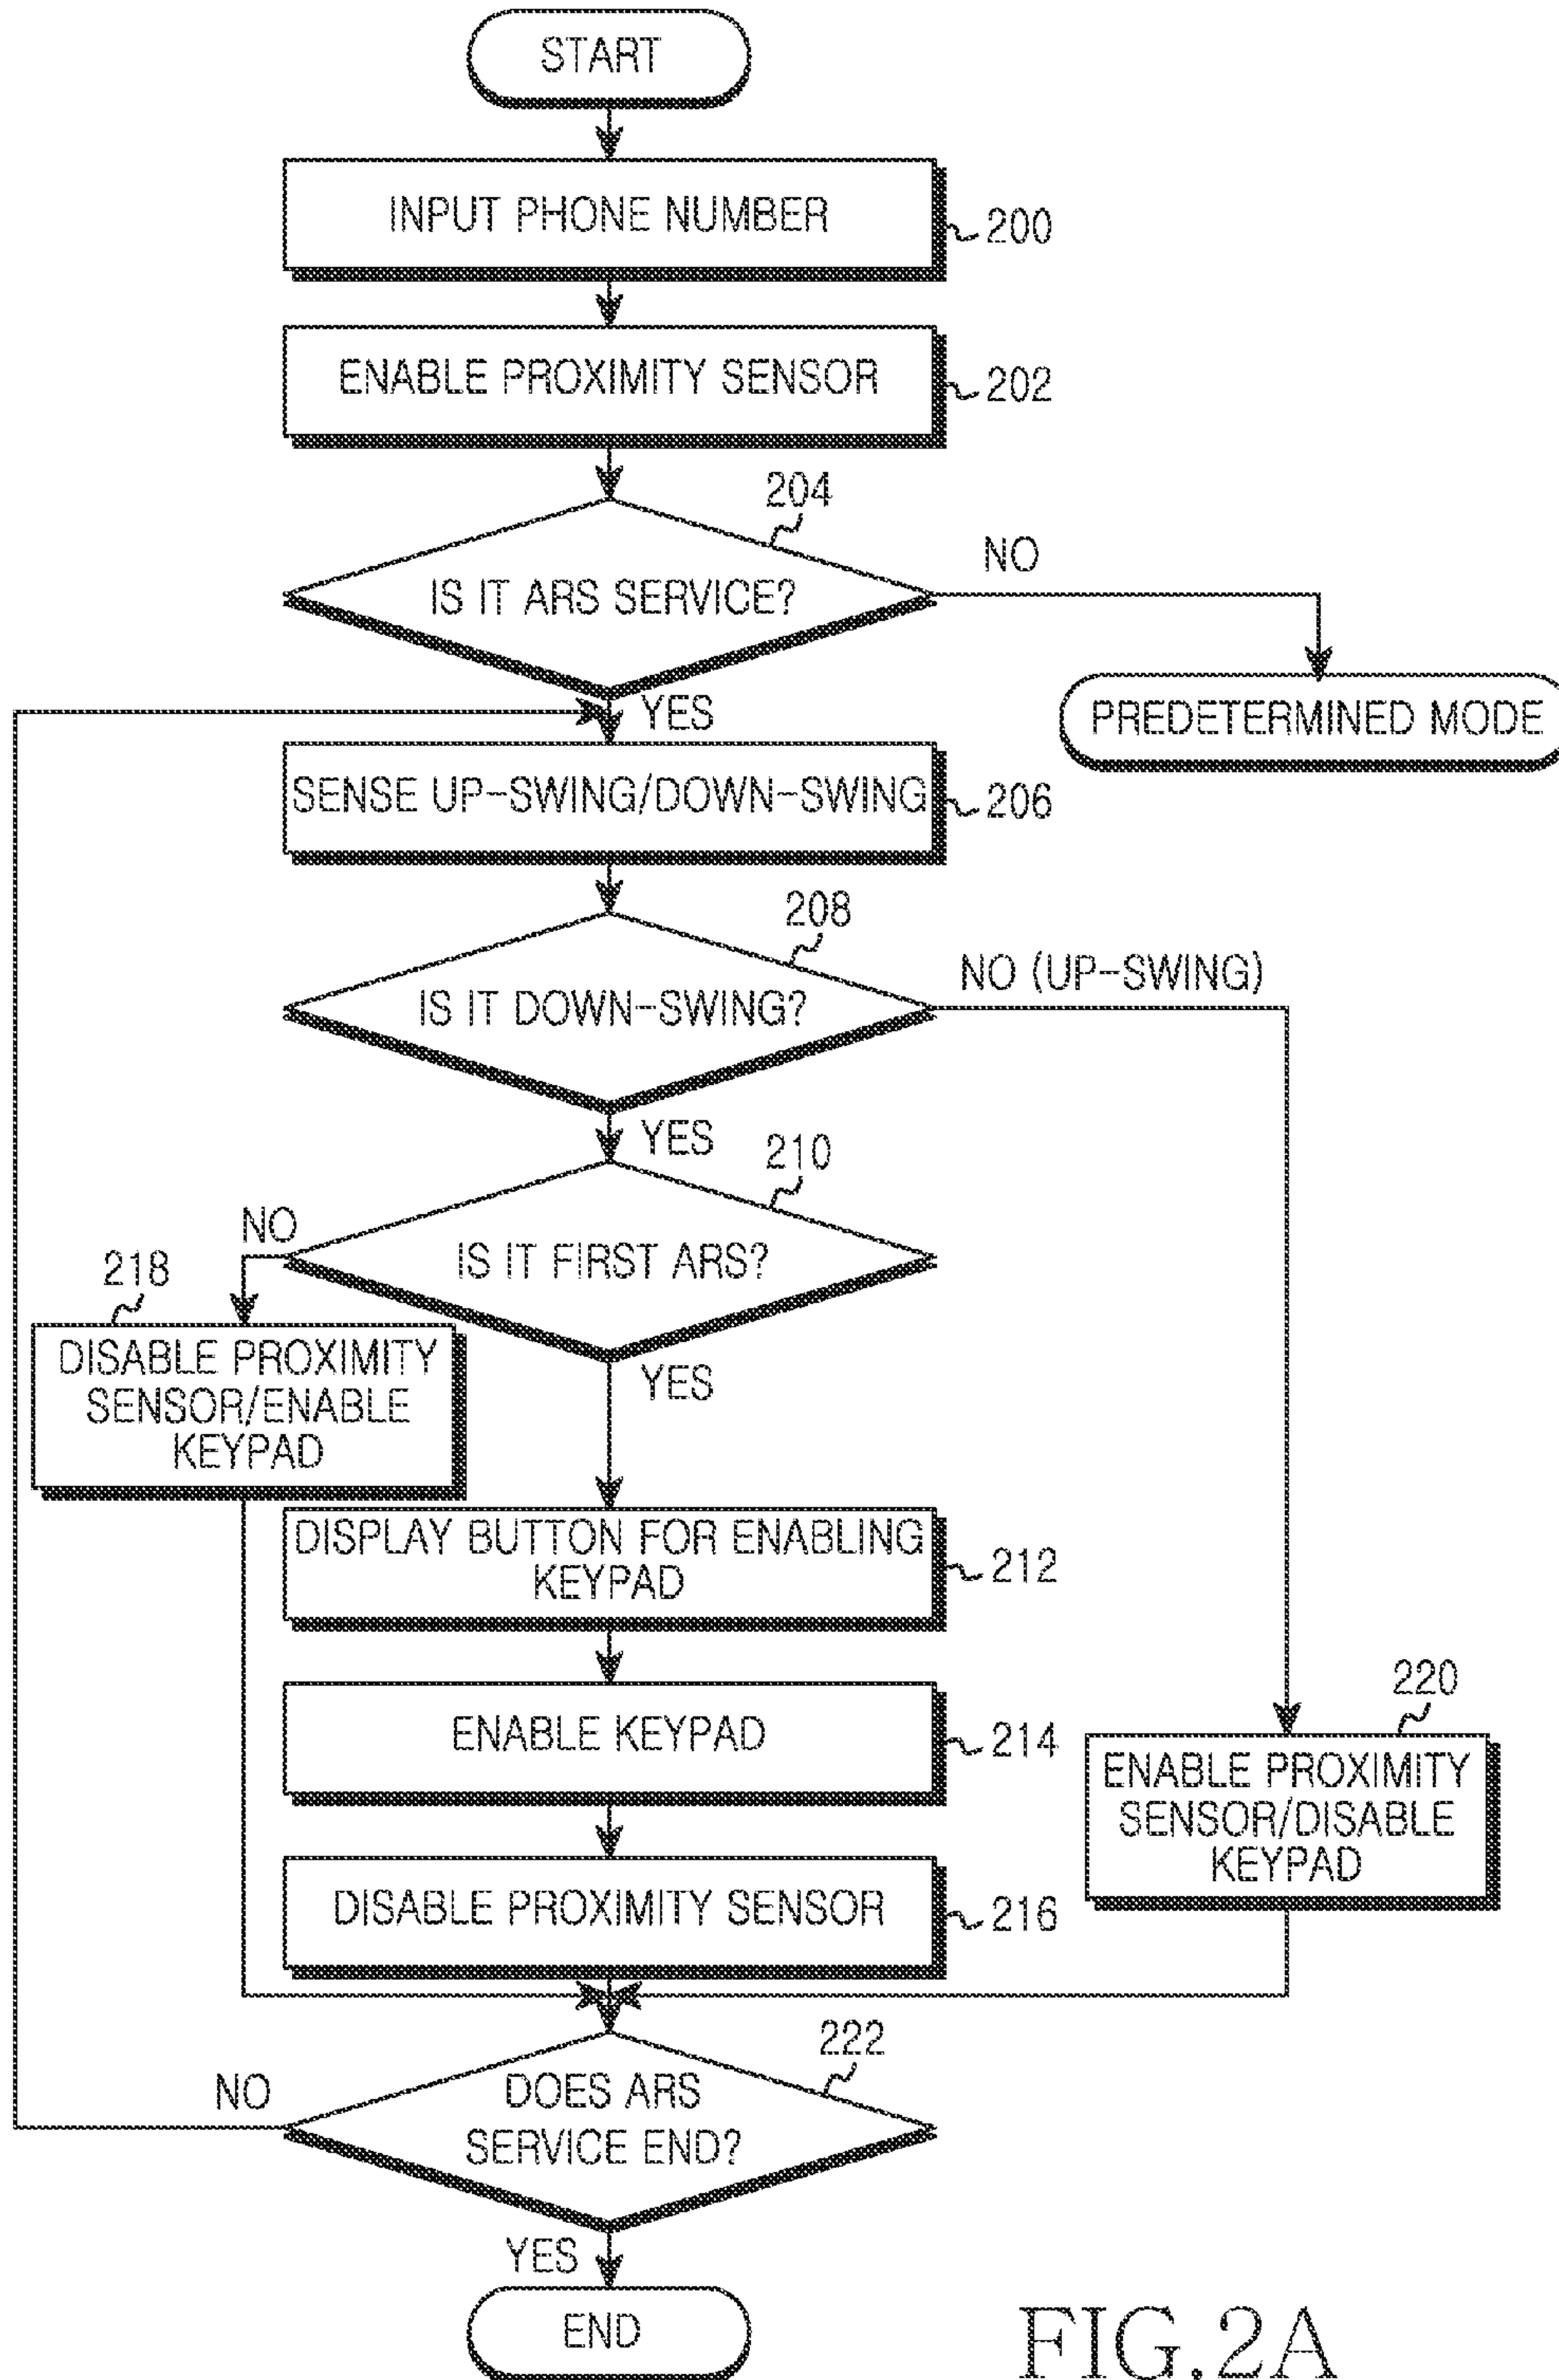 START
INPUT PHONE NUMBER
200
ENABLE PROXIMITY SENSOR
202
204
IS IT ARS SERVICE?
NO
YES
PREDETERMINED MODE
SENSE UP-SWING/DOWN-SWING
206
208
IS IT DOWN-SWING?
NO (UP-SWING)
YES
210
IS IT FIRST ARS?
NO
218
YES
DISABLE PROXIMITY
SENSOR/ENABLE
KEYPAD
DISPLAY BUTTON FOR ENABLING
KEYPAD
212
ENABLE KEYPAD
214
220
ENABLE PROXIMITY
SENSOR/DISABLE
KEYPAD
DISABLE PROXIMITY SENSOR
216
222
DOES ARS
SERVICE END?
NO
YES
END
FIG.2A